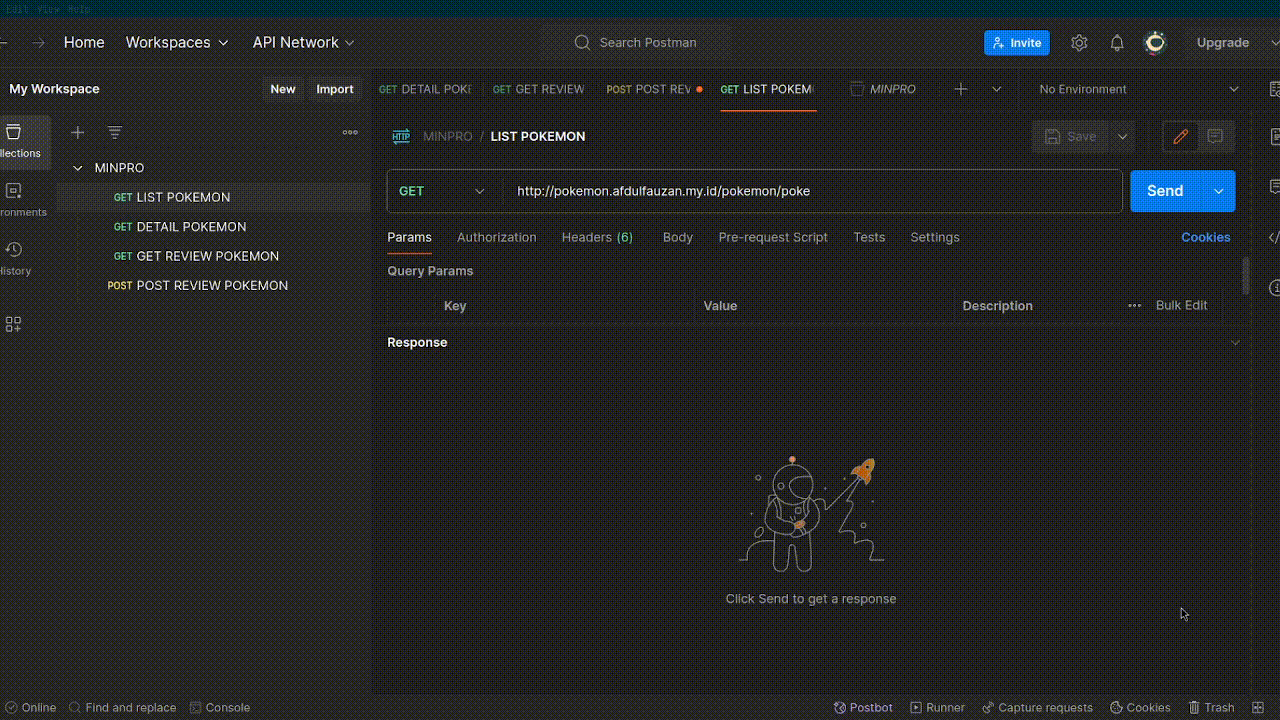 Edit View Help
Home Workspaces API Network Search Postman Invite Upgrade
My Workspace New Import
GET DETAIL POKE GET GET REVIEW POST POST REV GET LIST POKEM MINPRO No Environment
llections
HTTP MINPRO / LIST POKEMON Save
MINPRO
GET LIST POKEMON
GET DETAIL POKEMON
GET GET REVIEW POKEMON
POST POST REVIEW POKEMON
ronments
History
GET http://pokemon.afdulfauzan.my.id/pokemon/poke Send
Params Authorization Headers (6) Body Pre-request Script Tests Settings Cookies
Query Params
Key Value Description Bulk Edit
Response
Click Send to get a response
Online Find and replace Console Postbot Runner Capture requests Cookies Trash